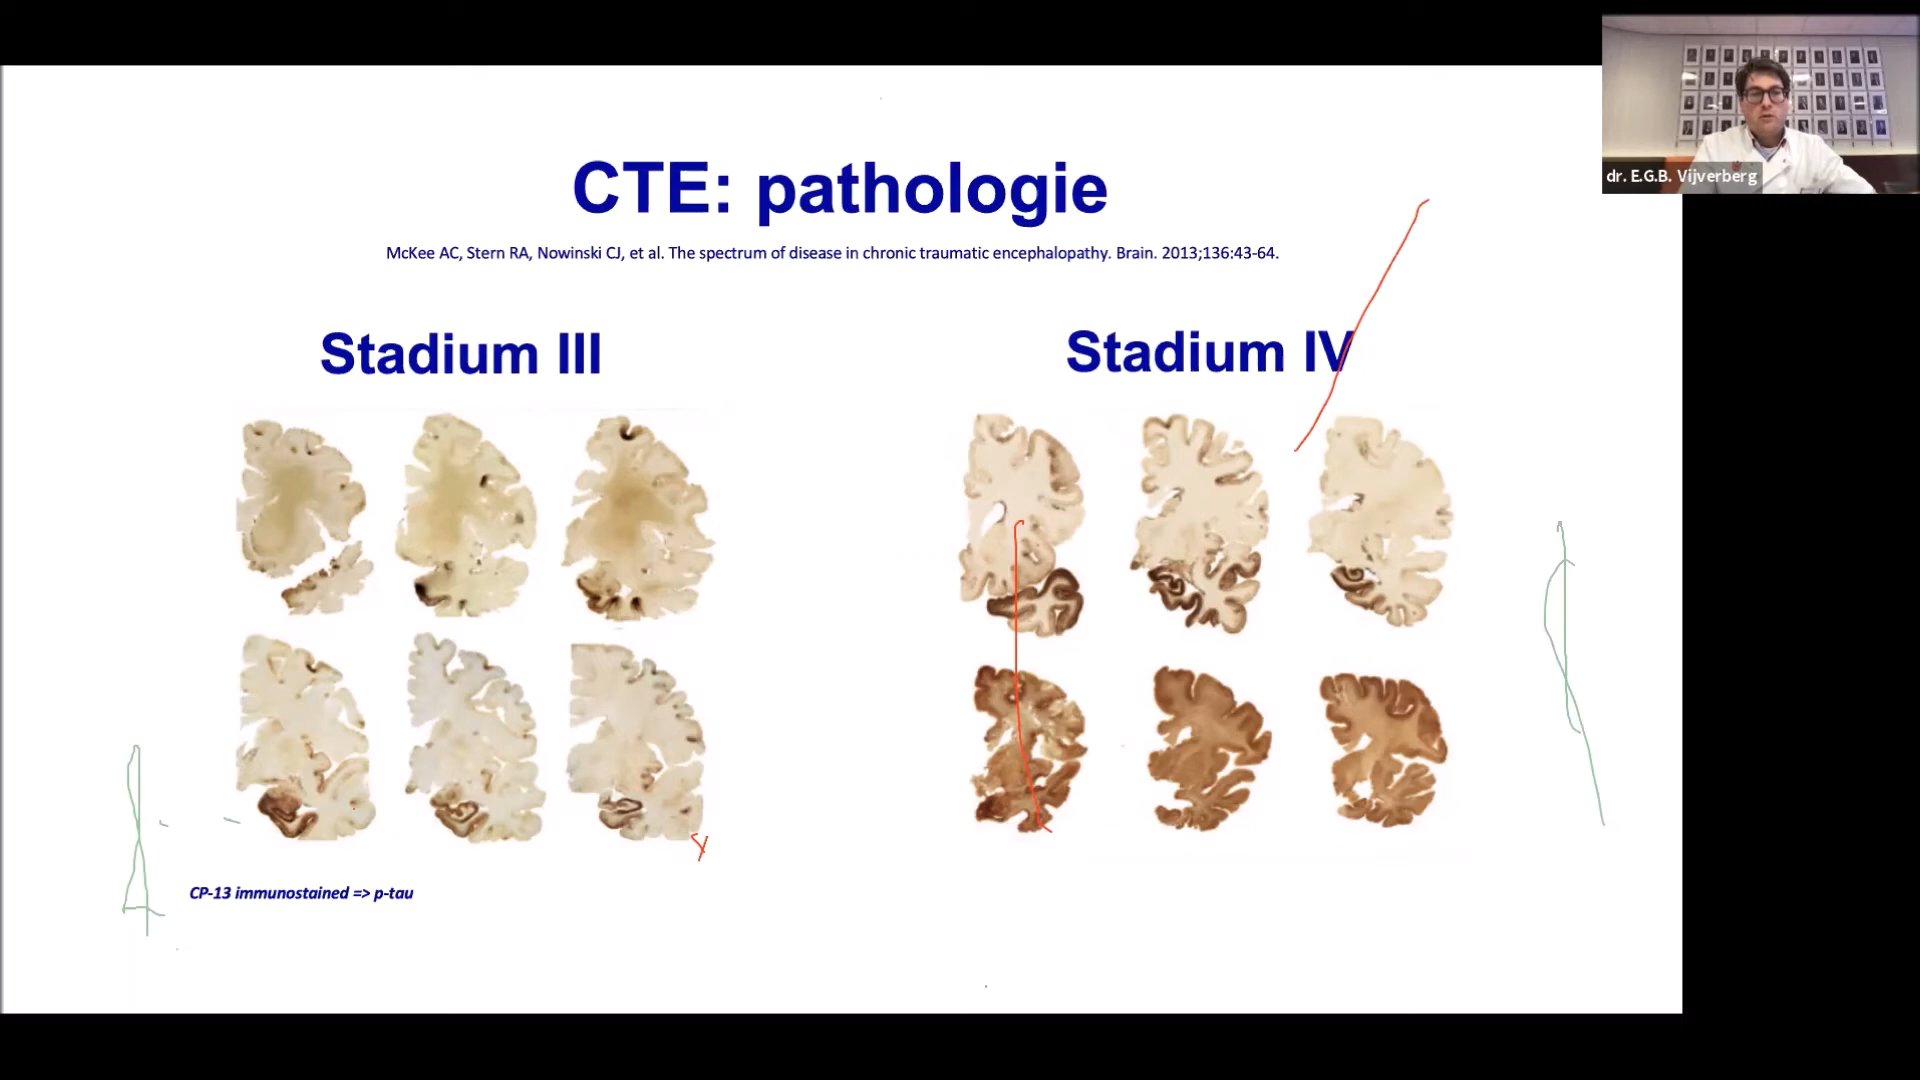 dr. E.G.B. Vijverberg
CTE: pathologie
McKee AC, Stern RA, Nowinski CJ, et al. The spectrum of disease in chronic traumatic encephalopathy. Brain. 2013;136:43-64.
Stadium III
Stadium IV
CP-13 immunostained => p-tau